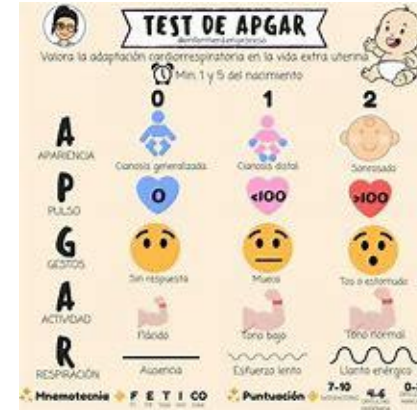 TEST DE APGAR
Valora la adaptación cardiorrespiratoria en la vida extra uterina
Min. 1 y 5 del nacimiento
0 1 2
A
APARIENCIA
Cianosis generalizada Cianosis distal Sonrosado
P
PULSO
0 <100 >100
G
GESTOS
Sin respuesta Mueca Tos o estornudo
A
ACTIVIDAD
Flácido Tono bajo Tono normal
R
RESPIRACIÓN
Ausencia Esfuerzo lento Llanto enérgico
Mnemotecnia F E T I CO Puntuación 7-10 4-6 0-